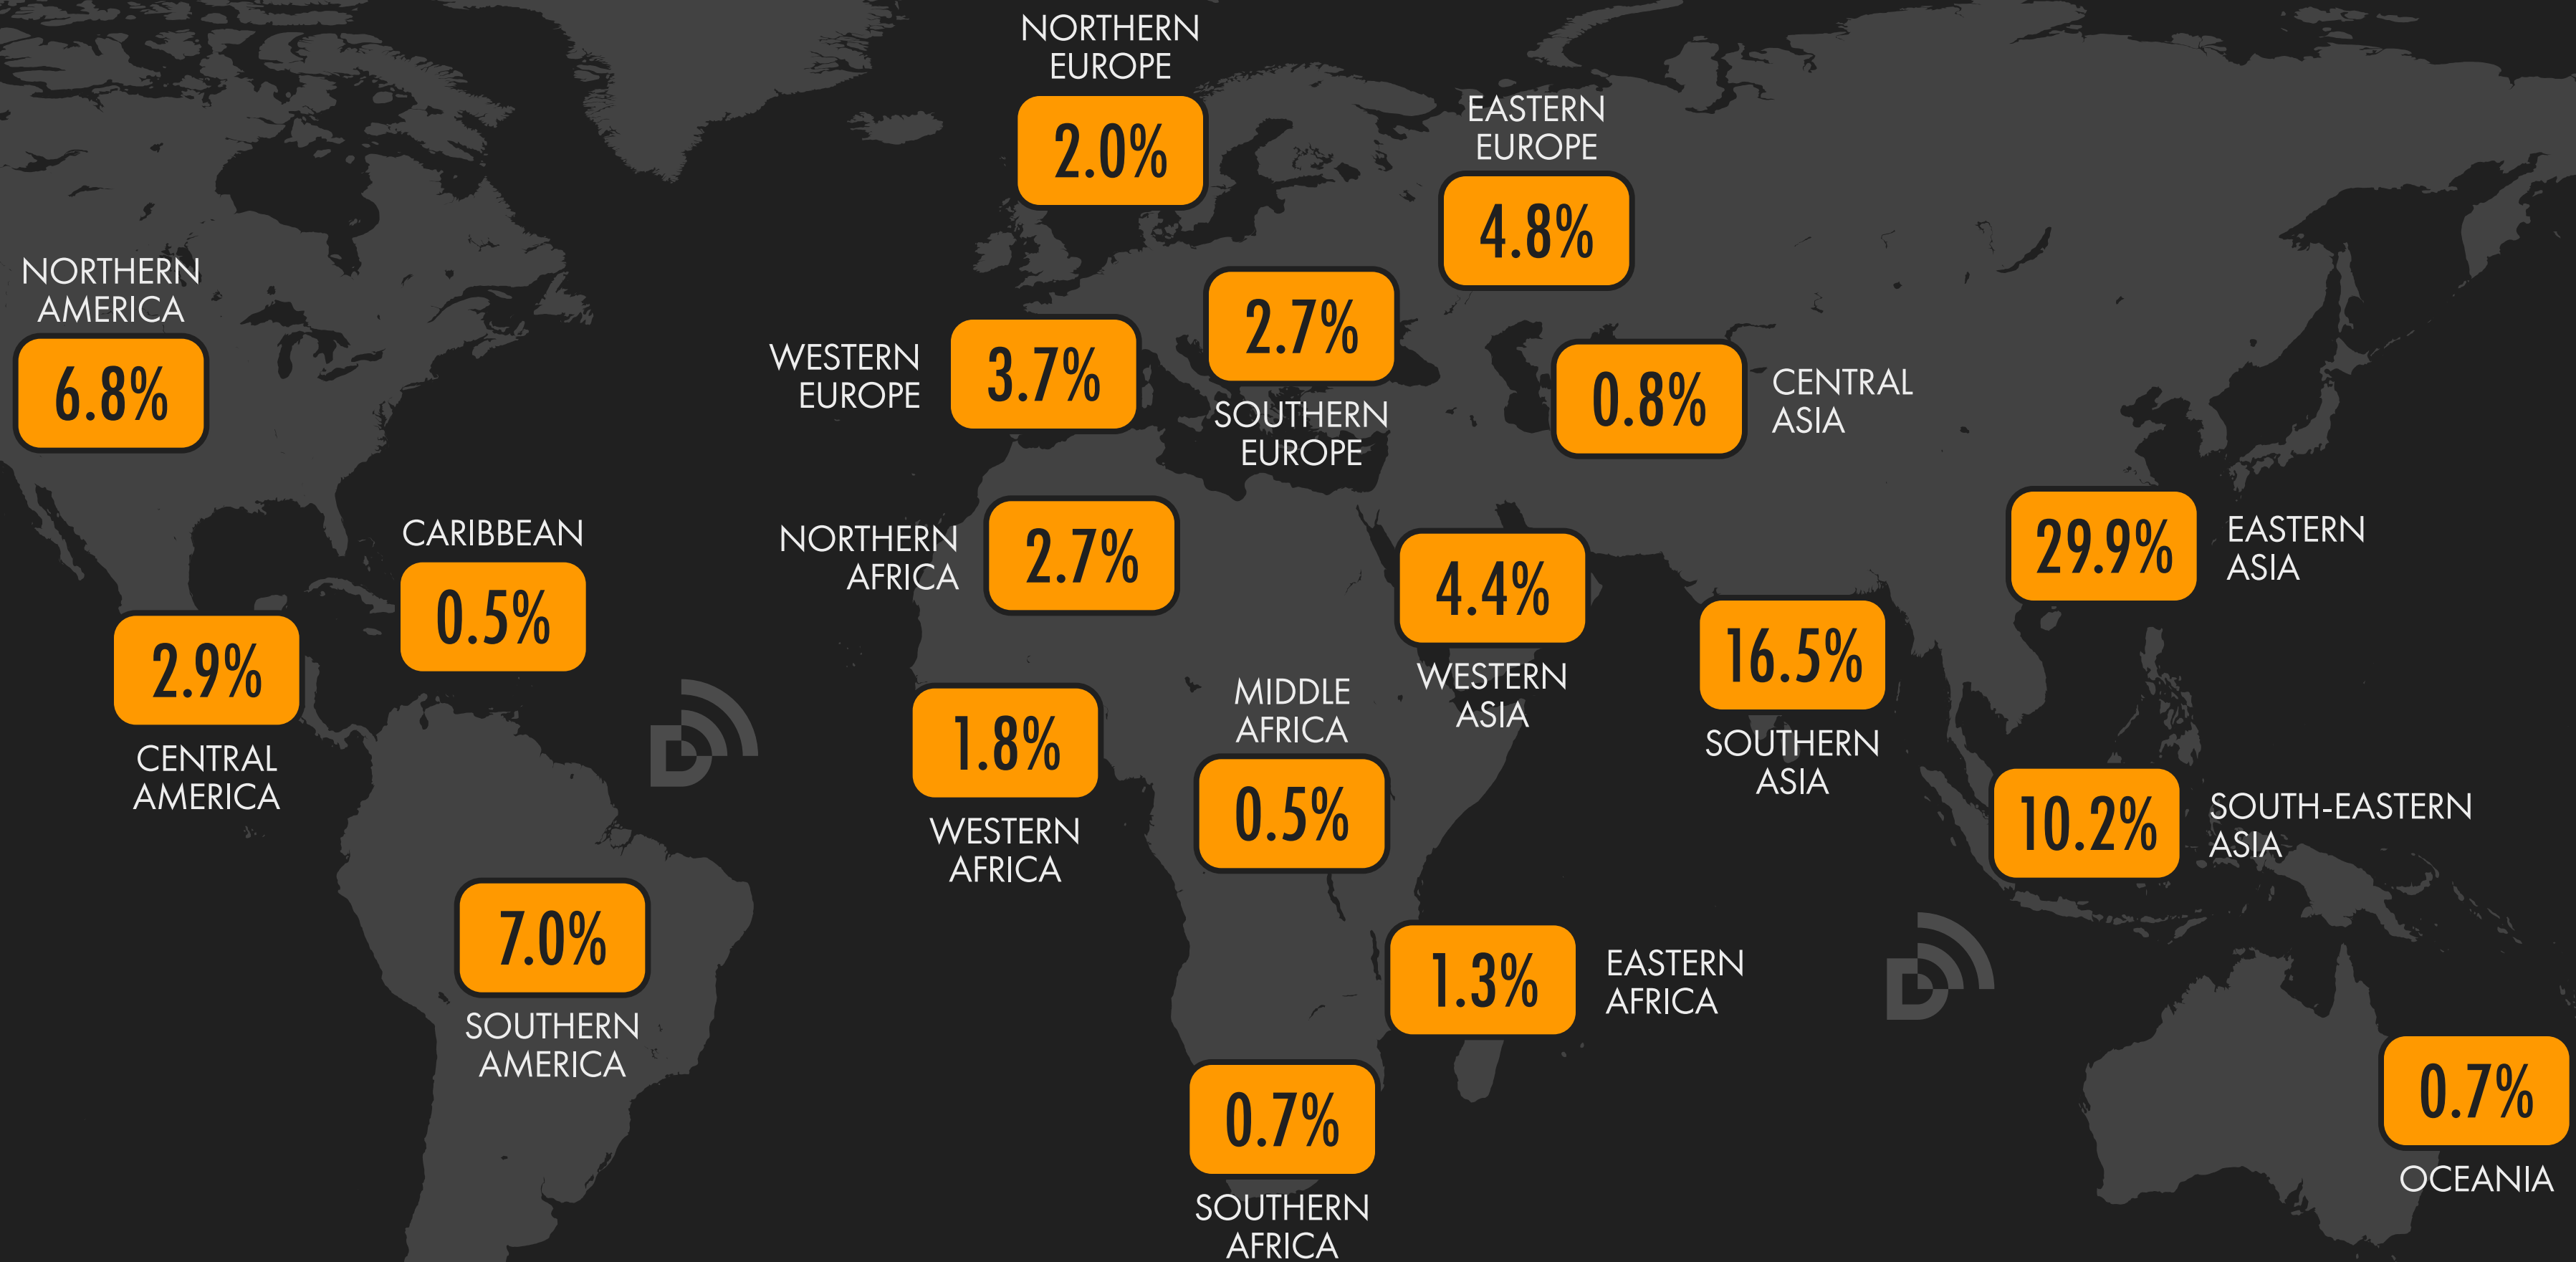 NORTHERN
EUROPE
2.0%
EASTERN
EUROPE
4.8%
NORTHERN
AMERICA
6.8%
WESTERN
EUROPE
3.7%
2.7%
SOUTHERN
EUROPE
0.8%
CENTRAL
ASIA
CARIBBEAN
0.5%
NORTHERN
AFRICA
2.7%
4.4%
WESTERN
ASIA
29.9%
EASTERN
ASIA
2.9%
CENTRAL
AMERICA
16.5%
SOUTHERN
ASIA
1.8%
WESTERN
AFRICA
MIDDLE
AFRICA
0.5%
10.2%
SOUTH-EASTERN
ASIA
7.0%
SOUTHERN
AMERICA
1.3%
EASTERN
AFRICA
0.7%
SOUTHERN
AFRICA
0.7%
OCEANIA